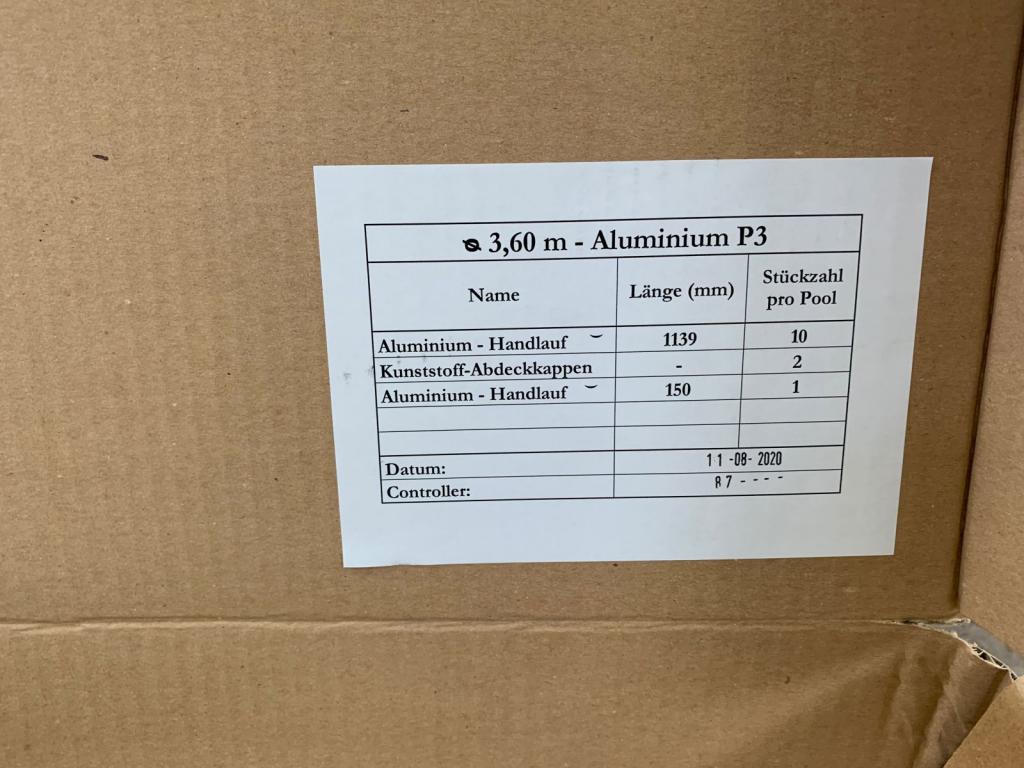 ø 3,60 m - Aluminium P3
Name Länge (mm) Stückzahl pro Pool
Aluminium - Handlauf 1139 10
Kunststoff-Abdeckkappen - 2
Aluminium - Handlauf 150 1
Datum: 11-08-2020
Controller: 87 - - - -